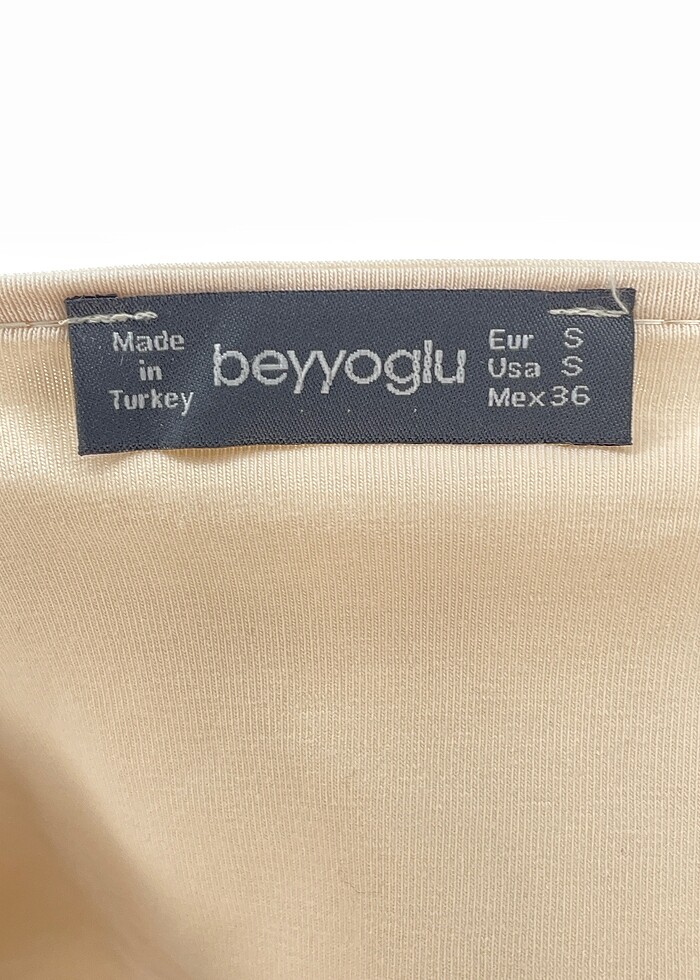 Made
in
Turkey
beyyoglu
Eur S
Usa S
Mex 36